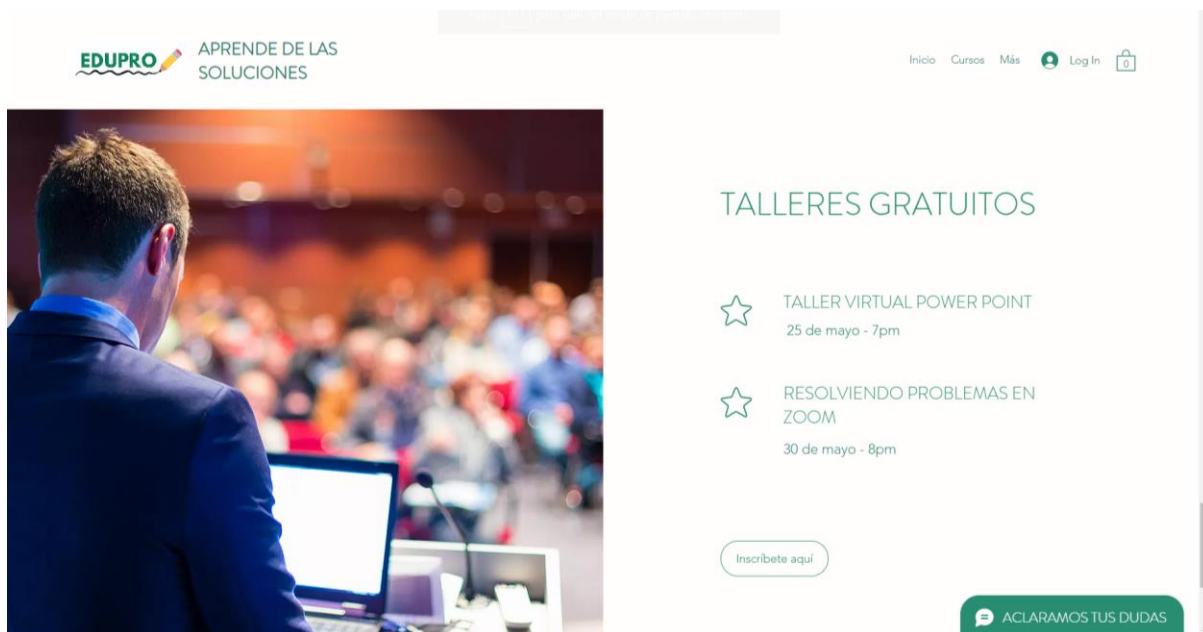 EDUPRO
APRENDE DE LAS
SOLUCIONES
Inicio Cursos Más Log In 0
TALLERES GRATUITOS
TALLER VIRTUAL POWER POINT
25 de mayo - 7pm
RESOLVIENDO PROBLEMAS EN
ZOOM
30 de mayo - 8pm
Inscríbete aquí
ACLARAMOS TUS DUDAS